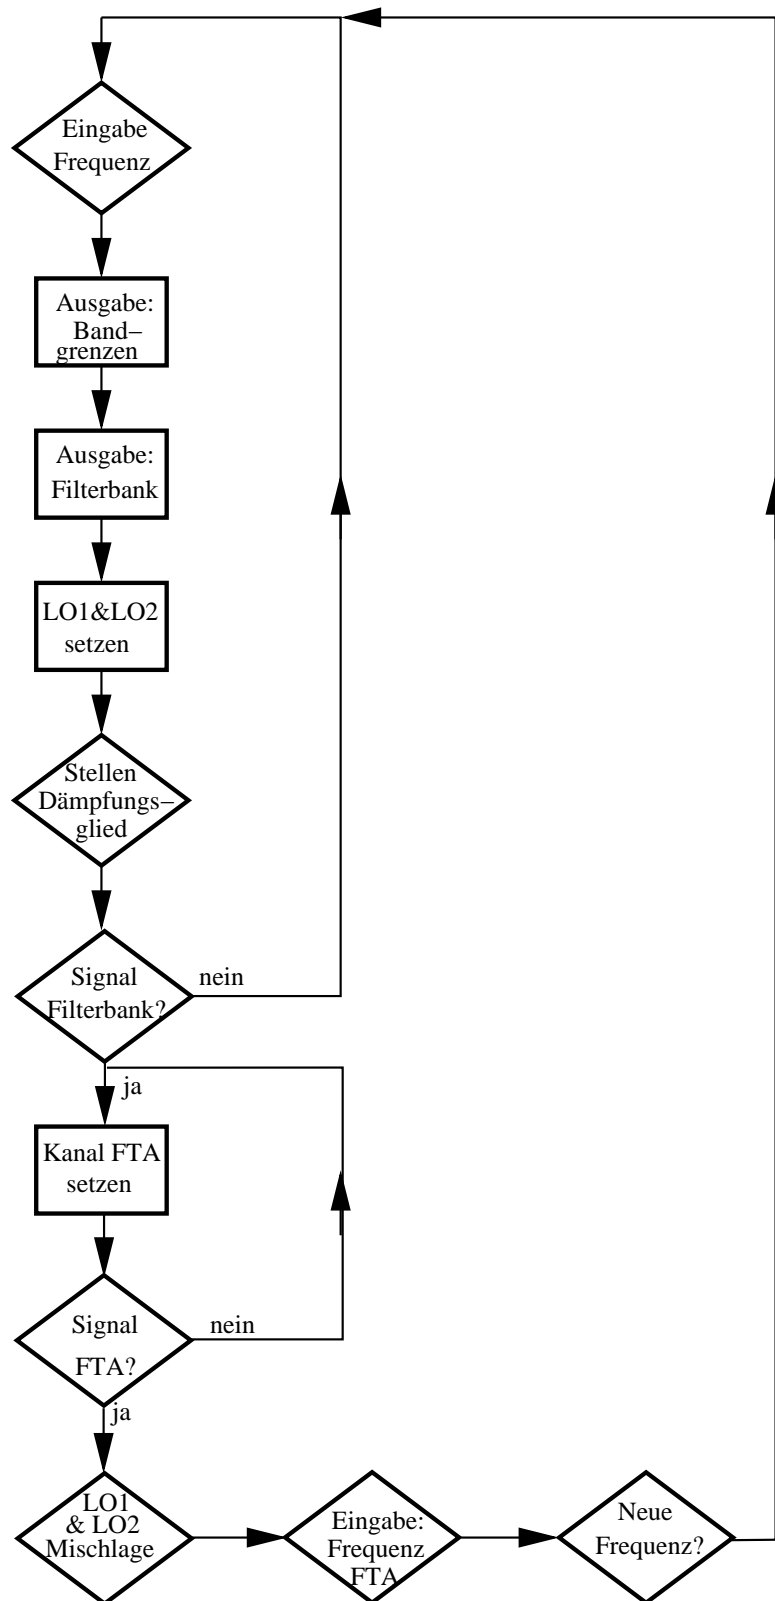 Eingabe
Frequenz
Ausgabe:
Band–
grenzen
Ausgabe:
Filterbank
LO1&LO2
setzen
Stellen
Dämpfungs–
glied
Signal
Filterbank?
nein
ja
Kanal FTA
setzen
Signal
FTA?
nein
ja
LO1
& LO2
Mischlage
Eingabe:
Frequenz
FTA
Neue
Frequenz?